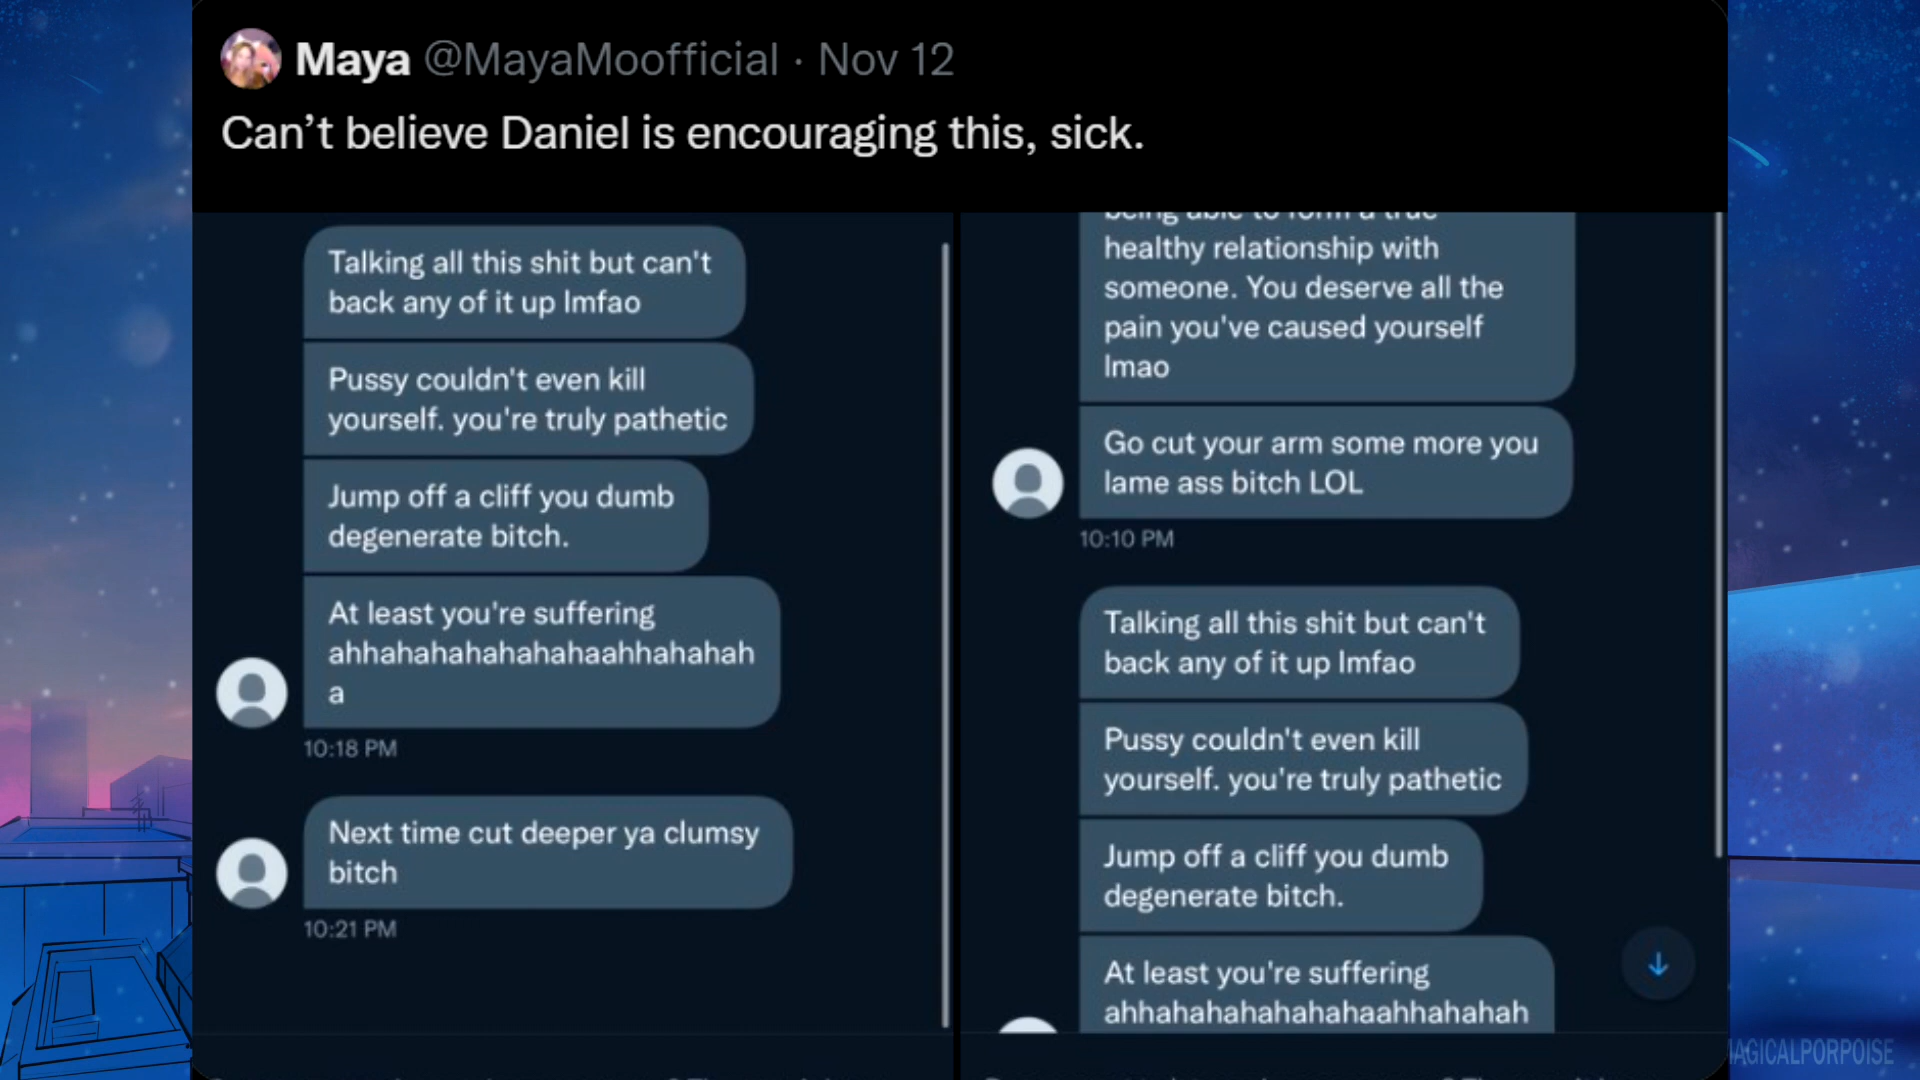 Maya @MayaMoofficial · Nov 12
Can’t believe Daniel is encouraging this, sick.
Talking all this shit but can't
back any of it up lmfao
Pussy couldn't even kill
yourself. you're truly pathetic
Jump off a cliff you dumb
degenerate bitch.
At least you're suffering
ahhahahahahahahaahhahahah
a
10:18 PM
Next time cut deeper ya clumsy
bitch
10:21 PM
being able to form a true
healthy relationship with
someone. You deserve all the
pain you've caused yourself
lmao
Go cut your arm some more you
lame ass bitch LOL
10:10 PM
Talking all this shit but can't
back any of it up lmfao
Pussy couldn't even kill
yourself. you're truly pathetic
Jump off a cliff you dumb
degenerate bitch.
At least you're suffering
ahhahahahahahahaahhahahah
MAGICALPORPOISE